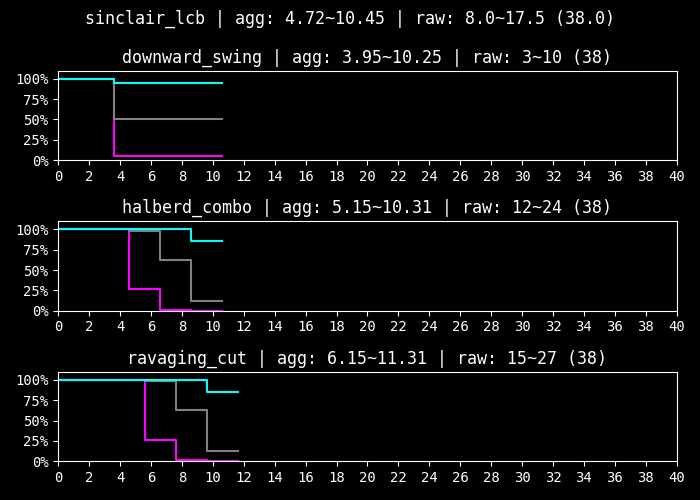 sinclair_lcb | agg: 4.72~10.45 | raw: 8.0~17.5 (38.0)
downward_swing | agg: 3.95~10.25 | raw: 3~10 (38)
100%
75%
50%
25%
0%
0 2 4 6 8 10 12 14 16 18 20 22 24 26 28 30 32 34 36 38 40
halberd_combo | agg: 5.15~10.31 | raw: 12~24 (38)
100%
75%
50%
25%
0%
0 2 4 6 8 10 12 14 16 18 20 22 24 26 28 30 32 34 36 38 40
ravaging_cut | agg: 6.15~11.31 | raw: 15~27 (38)
100%
75%
50%
25%
0%
0 2 4 6 8 10 12 14 16 18 20 22 24 26 28 30 32 34 36 38 40